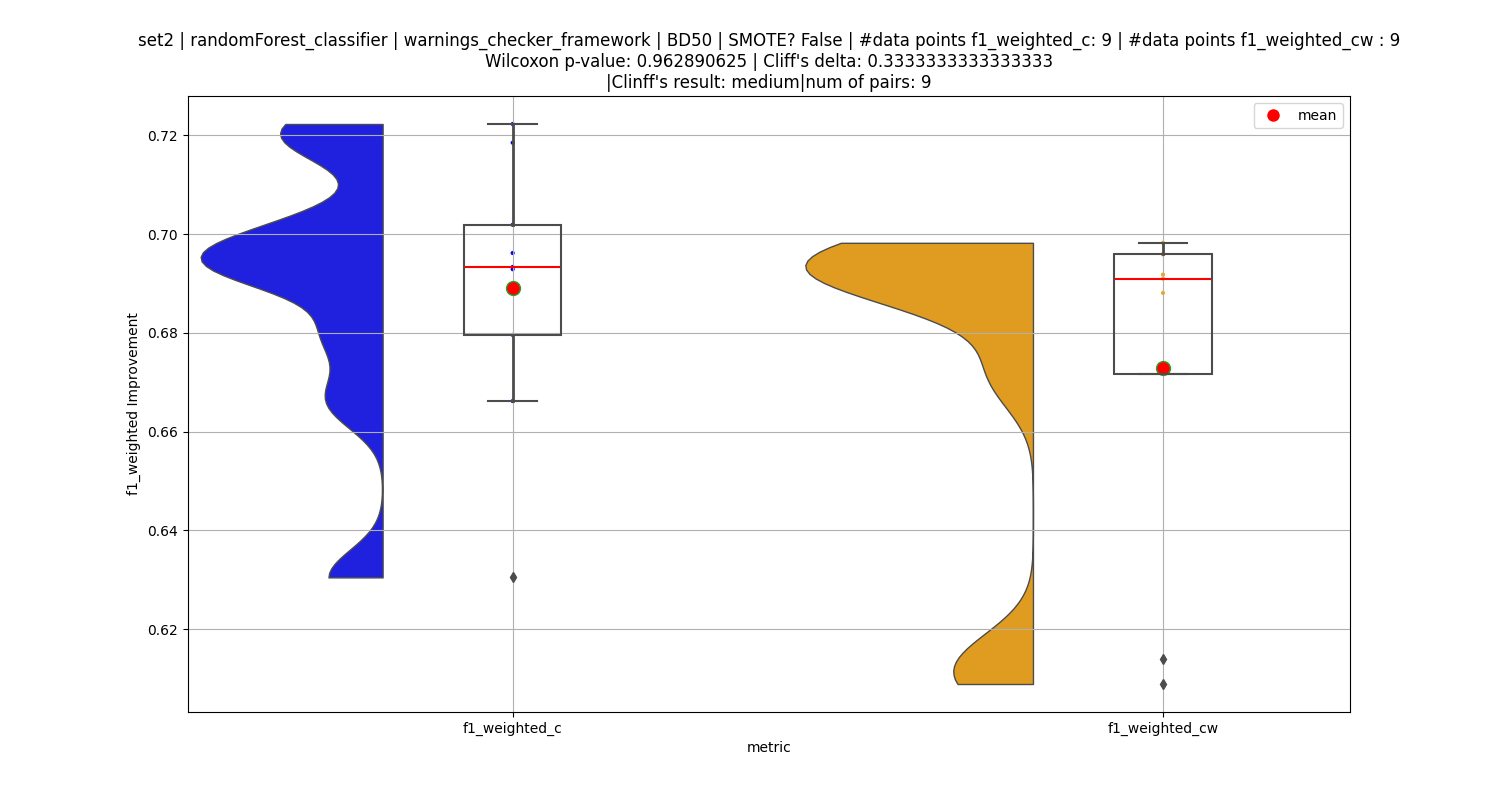 set2 | randomForest_classifier | warnings_checker_framework | BD50 | SMOTE? False | #data points f1_weighted_c: 9 | #data points f1_weighted_cw : 9
Wilcoxon p-value: 0.962890625 | Cliff's delta: 0.3333333333333333
|Clinff's result: medium|num of pairs: 9
mean
0.72
0.70
0.68
0.66
0.64
0.62
f1_weighted Improvement
f1_weighted_c
f1_weighted_cw
metric